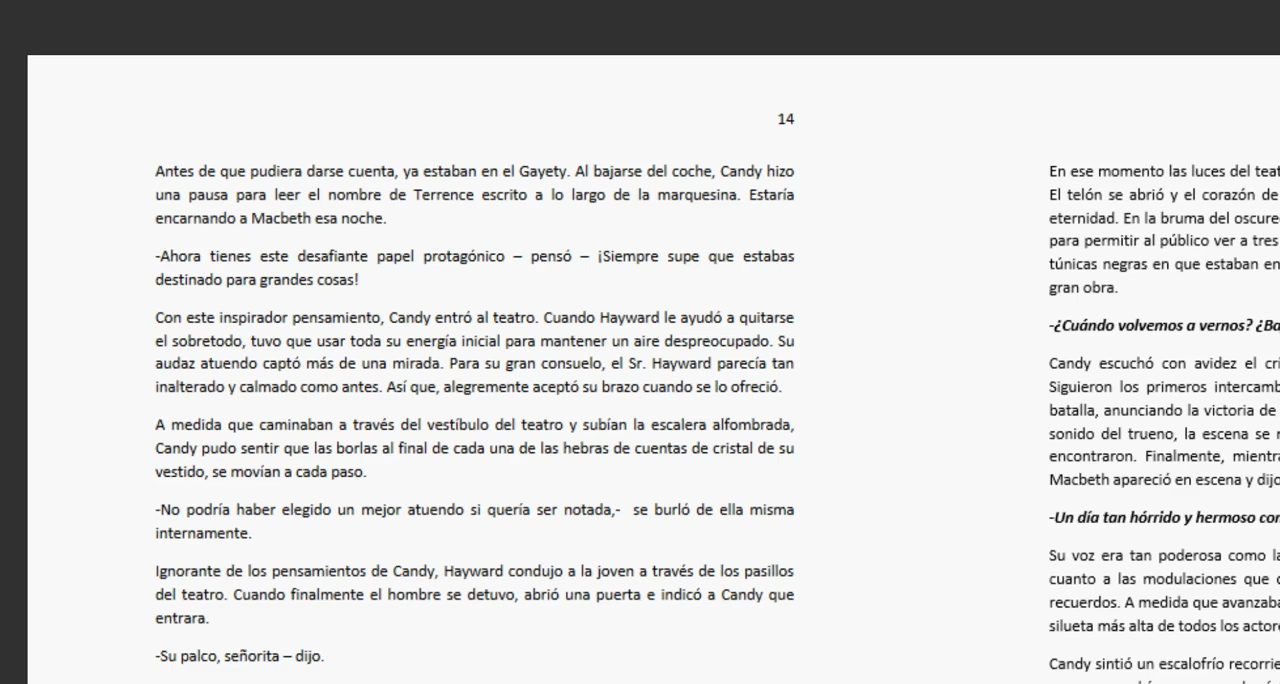 14
Antes de que pudiera darse cuenta, ya estaban en el Gayety. Al bajarse del coche, Candy hizo
una pausa para leer el nombre de Terrence escrito a lo largo de la marquesina. Estaría
encarnando a Macbeth esa noche.
-Ahora tienes este desafiante papel protagónico – pensó – ¡Siempre supe que estabas
destinado para grandes cosas!
Con este inspirador pensamiento, Candy entró al teatro. Cuando Hayward le ayudó a quitarse
el sobretodo, tuvo que usar toda su energía inicial para mantener un aire despreocupado. Su
audaz atuendo captó más de una mirada. Para su gran consuelo, el Sr. Hayward parecía tan
inalterado y calmado como antes. Así que, alegremente aceptó su brazo cuando se lo ofreció.
A medida que caminaban a través del vestíbulo del teatro y subían la escalera alfombrada,
Candy pudo sentir que las borlas al final de cada una de las hebras de cuentas de cristal de su
vestido, se movían a cada paso.
-No podría haber elegido un mejor atuendo si quería ser notada,- se burló de ella misma
internamente.
Ignorante de los pensamientos de Candy, Hayward condujo a la joven a través de los pasillos
del teatro. Cuando finalmente el hombre se detuvo, abrió una puerta e indicó a Candy que
entrara.
-Su palco, señorita – dijo.
En ese momento las luces del
El telón se abrió y el corazón de
eternidad. En la bruma del
para permitir al público ver a tres
túnicas negras en que estaban
gran obra.
-¿Cuándo volvemos a vernos?
Candy escuchó con avidez el
Siguieron los primeros
batalla, anunciando la victoria de
sonido del trueno, la escena se
encontraron. Finalmente,
Macbeth apareció en escena y
-Un día tan hórrido y hermoso
Su voz era tan poderosa como
cuanto a las modulaciones que
recuerdos. A medida que
silueta más alta de todos los
Candy sintió un escalofrío